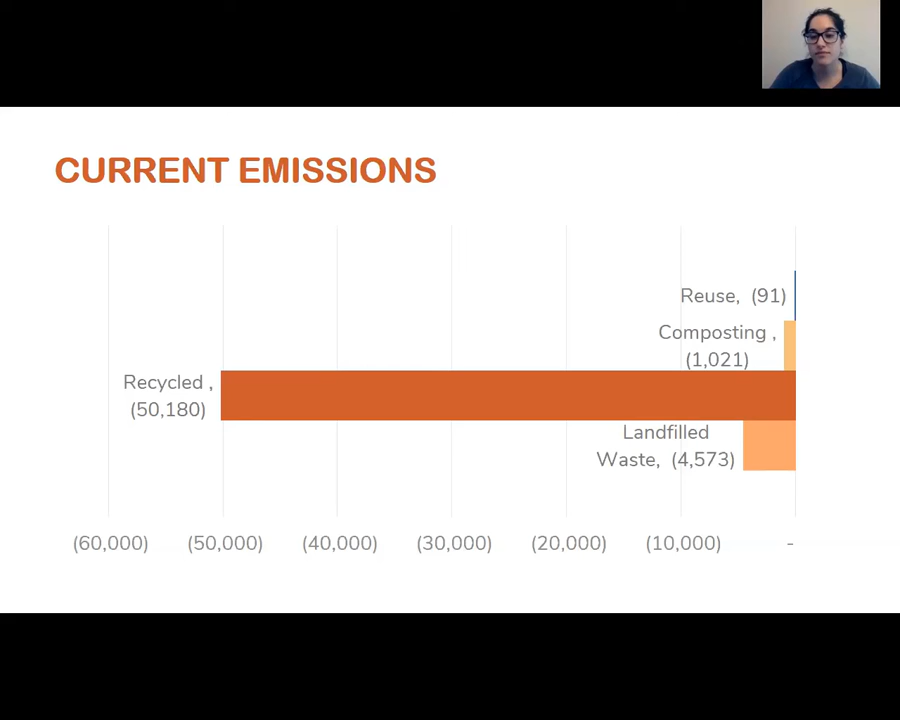 CURRENT EMISSIONS
Reuse, (91)
Composting ,
(1,021)
Recycled ,
(50,180)
Landfilled
Waste, (4,573)
(60,000) (50,000) (40,000) (30,000) (20,000) (10,000) -